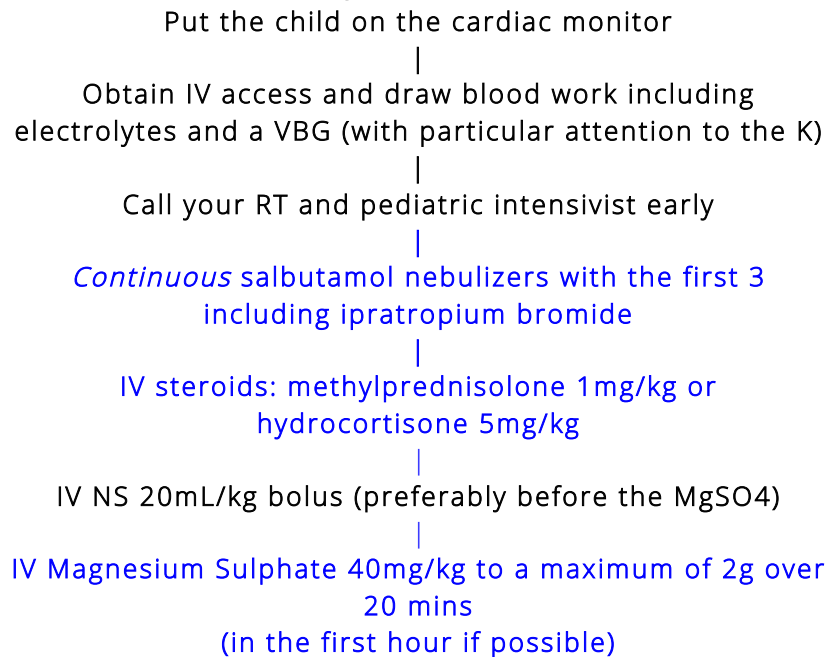 Put the child on the cardiac monitor
|
Obtain IV access and draw blood work including
electrolytes and a VBG (with particular attention to the K)
|
Call your RT and pediatric intensivist early
|
Continuous salbutamol nebulizers with the first 3
including ipratropium bromide
|
IV steroids: methylprednisolone 1mg/kg or
hydrocortisone 5mg/kg
|
IV NS 20mL/kg bolus (preferably before the MgSO4)
|
IV Magnesium Sulphate 40mg/kg to a maximum of 2g over
20 mins
(in the first hour if possible)